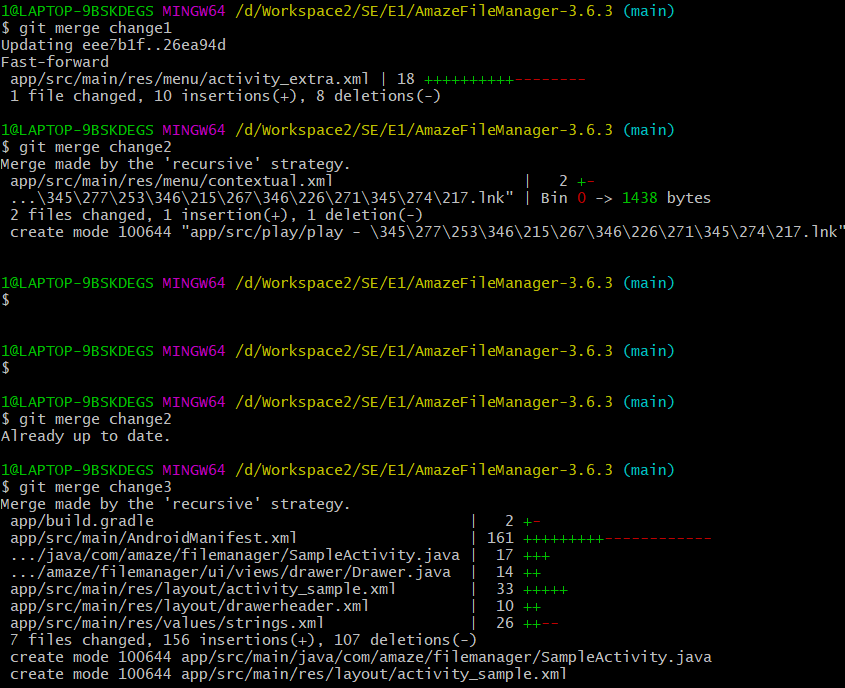 1@LAPTOP-9BSKDEGS MINGW64 /d/Workspace2/SE/E1/AmazeFileManager-3.6.3 (main)
$ git merge change1
Updating eee7b1f..26ea94d
Fast-forward
 app/src/main/res/menu/activity_extra.xml | 18 ++++++++++--------
 1 file changed, 10 insertions(+), 8 deletions(-)
1@LAPTOP-9BSKDEGS MINGW64 /d/Workspace2/SE/E1/AmazeFileManager-3.6.3 (main)
$ git merge change2
Merge made by the 'recursive' strategy.
 app/src/main/res/menu/contextual.xml                     |   2 +-
 ...\345\277\253\346\215\267\346\226\271\345\274\217.lnk" | Bin 0 -> 1438 bytes
 2 files changed, 1 insertion(+), 1 deletion(-)
 create mode 100644 "app/src/play/play - \345\277\253\346\215\267\346\226\271\345\274\217.lnk"
1@LAPTOP-9BSKDEGS MINGW64 /d/Workspace2/SE/E1/AmazeFileManager-3.6.3 (main)
$
1@LAPTOP-9BSKDEGS MINGW64 /d/Workspace2/SE/E1/AmazeFileManager-3.6.3 (main)
$
1@LAPTOP-9BSKDEGS MINGW64 /d/Workspace2/SE/E1/AmazeFileManager-3.6.3 (main)
$ git merge change2
Already up to date.
1@LAPTOP-9BSKDEGS MINGW64 /d/Workspace2/SE/E1/AmazeFileManager-3.6.3 (main)
$ git merge change3
Merge made by the 'recursive' strategy.
 app/build.gradle                                   |   2 +-
 app/src/main/AndroidManifest.xml                   | 161 +++++++++------------
 .../java/com/amaze/filemanager/SampleActivity.java |  17 +++
 .../amaze/filemanager/ui/views/drawer/Drawer.java  |  14 ++
 app/src/main/res/layout/activity_sample.xml        |  33 +++++
 app/src/main/res/layout/drawerheader.xml           |  10 ++
 app/src/main/res/values/strings.xml                |  26 ++--
 7 files changed, 156 insertions(+), 107 deletions(-)
 create mode 100644 app/src/main/java/com/amaze/filemanager/SampleActivity.java
 create mode 100644 app/src/main/res/layout/activity_sample.xml